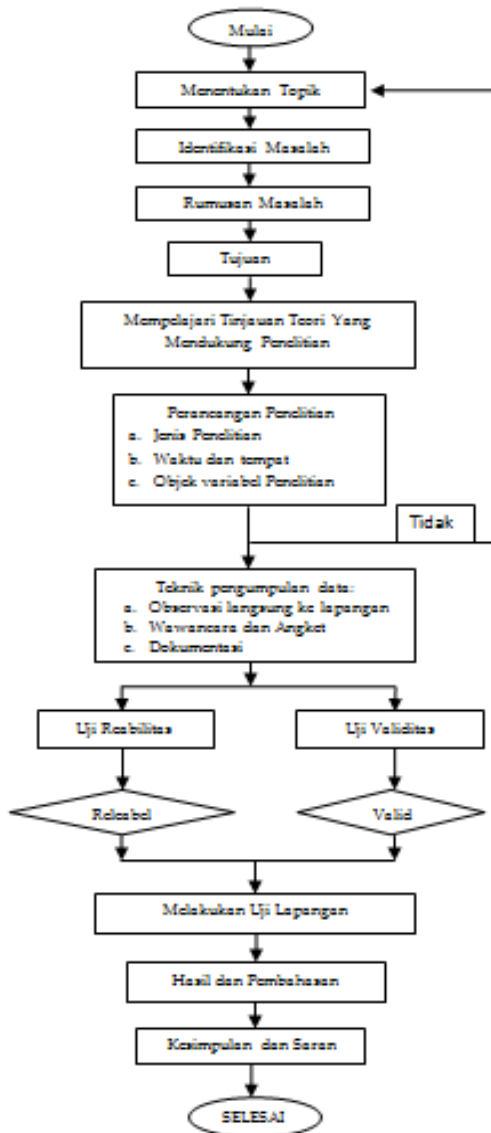 Mulai
Menentukan Topik
Identifikasi Masalah
Rumusan Masalah
Tujuan
Mempelajari Tinjauan Teori Yang
Mendukung Penelitian
Perancangan Penelitian
a. Jenis Penelitian
b. Waktu dan tempat
c. Objek variabel Penelitian
Tidak
Teknik pengumpulan data:
a. Observasi langsung ke lapangan
b. Wawancara dan Angket
c. Dokumentasi
Uji Reabilitas
Uji Validitas
Releabel
Valid
Melakukan Uji Lapangan
Hasil dan Pembahasan
Kesimpulan dan Saran
SELESAI